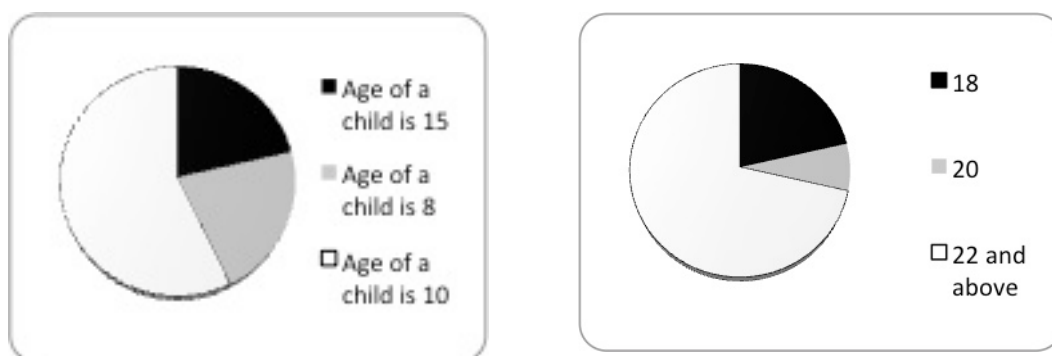 Age of a
child is 15
Age of a
child is 8
Age of a
child is 10
18
20
22 and
above